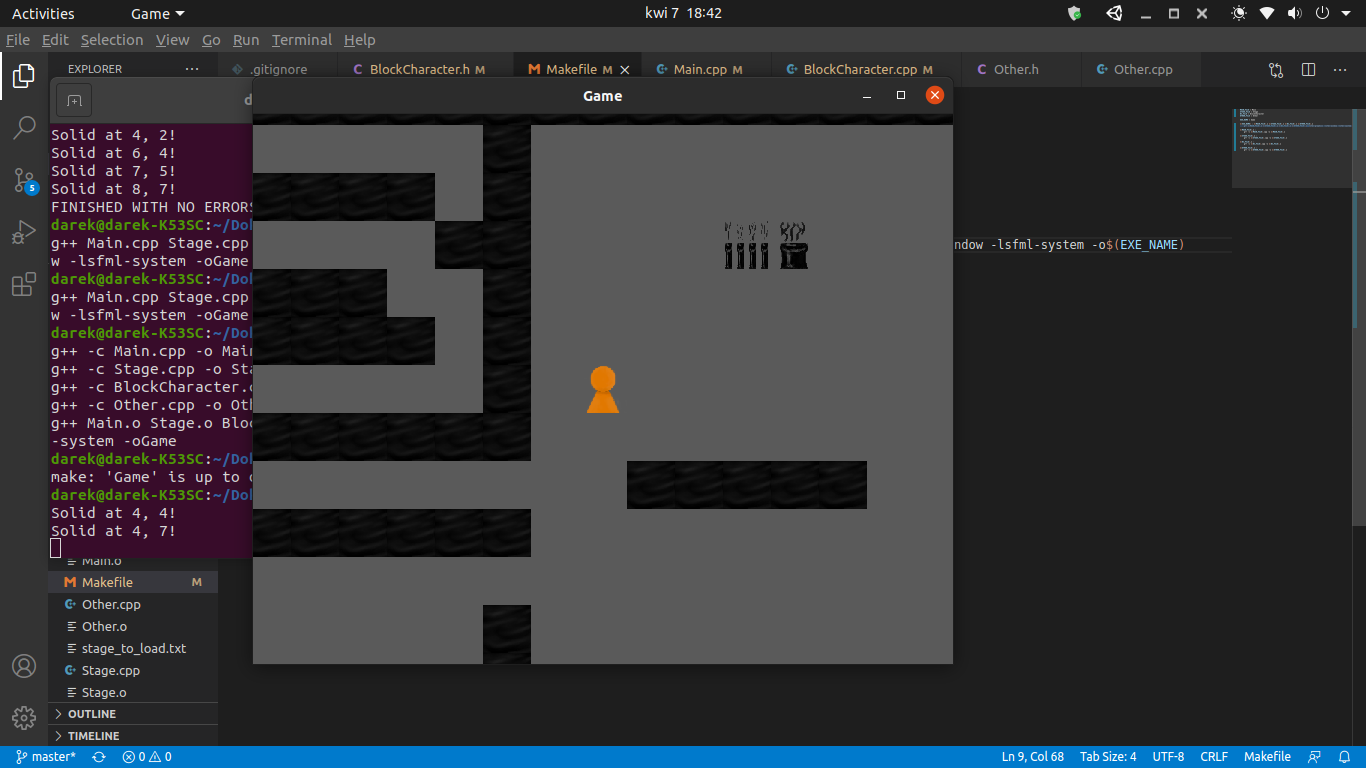 Activities
Game
kwi 7 18:42
File Edit Selection View Go Run Terminal Help
EXPLORER
.gitignore
BlockCharacter.h M
Makefile M
Main.cpp M
BlockCharacter.cpp M
Other.h
Other.cpp
Game
Solid at 4, 2!
Solid at 6, 4!
Solid at 7, 5!
Solid at 8, 7!
FINISHED WITH NO ERRORS
darek@darek-K53SC:~/Do
g++ Main.cpp Stage.cpp
w -lsfml-system -oGame
darek@darek-K53SC:~/Do
g++ Main.cpp Stage.cpp
w -lsfml-system -oGame
darek@darek-K53SC:~/Do
g++ -c Main.cpp -o Mai
g++ -c Stage.cpp -o Sta
g++ -c BlockCharacter.c
g++ -c Other.cpp -o Oth
g++ Main.o Stage.o Bloc
-system -oGame
darek@darek-K53SC:~/Do
make: 'Game' is up to
darek@darek-K53SC:~/Do
Solid at 4, 4!
Solid at 4, 7!
ndow -lsfml-system -o$(EXE_NAME)
5
Main.o
Makefile M
Other.cpp
Other.o
stage_to_load.txt
Stage.cpp
Stage.o
OUTLINE
TIMELINE
master* 0 0 Ln 9, Col 68 Tab Size: 4 UTF-8 CRLF Makefile